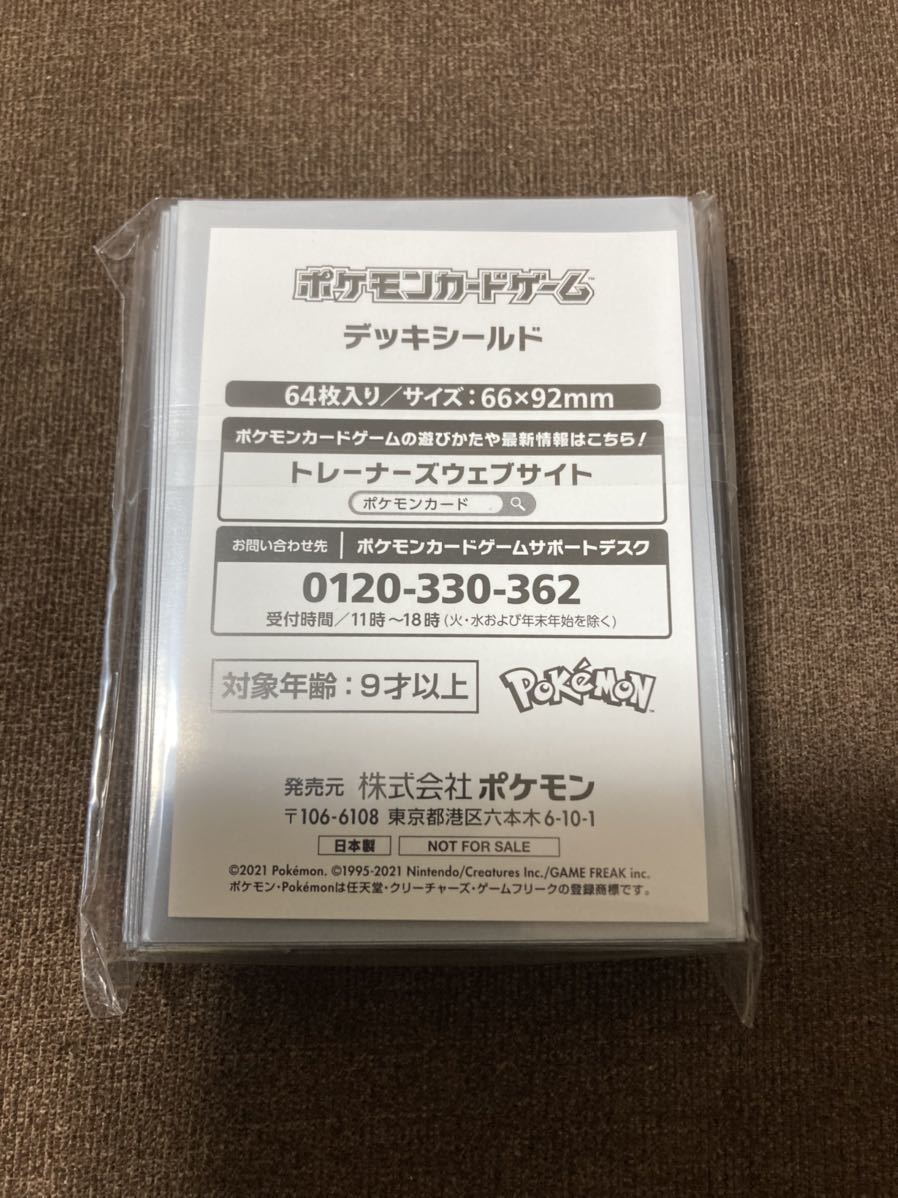 ポケモンカードゲーム™
デッキシールド
64枚入り／サイズ：66×92mm
ポケモンカードゲームの遊びかたや最新情報はこちら！
トレーナーズウェブサイト
ポケモンカード
お問い合わせ先 ポケモンカードゲームサポートデスク
0120-330-362
受付時間／11時～18時（火・水および年末年始を除く）
対象年齢：9才以上
POKéMON™
発売元 株式会社ポケモン
〒106-6108 東京都港区六本木6-10-1
日本製 NOT FOR SALE
©2021 Pokémon. ©1995-2021 Nintendo/Creatures Inc./GAME FREAK inc.
ポケモン・Pokémonは任天堂・クリーチャーズ・ゲームフリークの登録商標です。